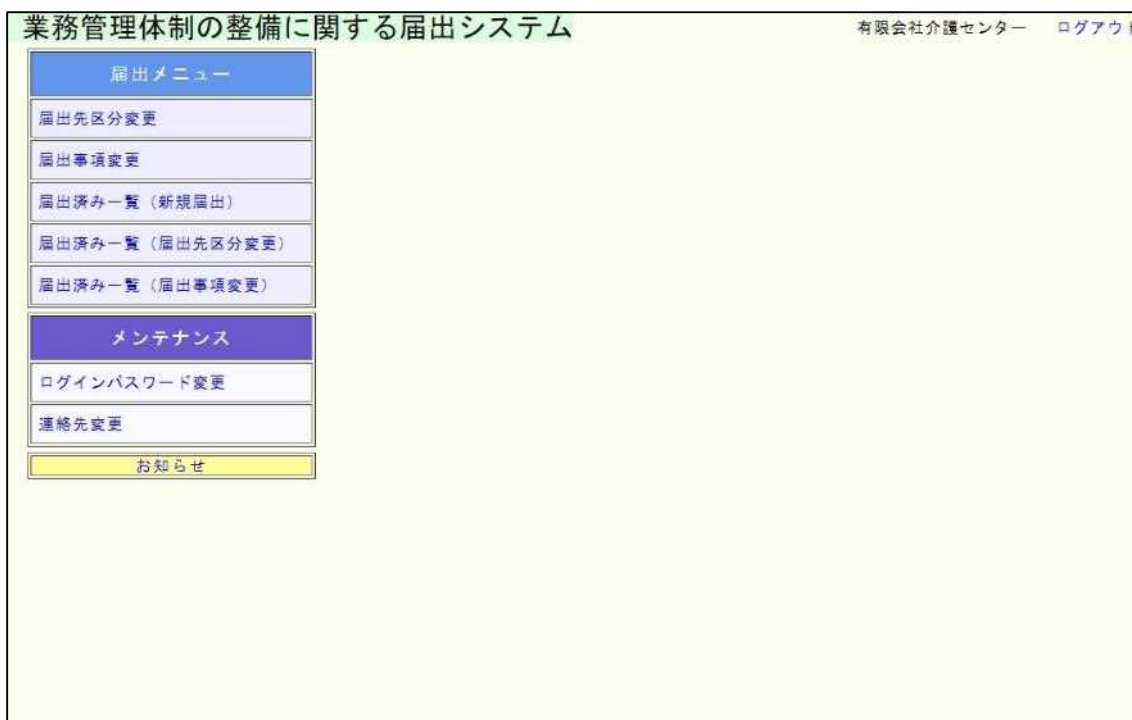 業務管理体制の整備に関する届出システム
有限会社介護センター ログアウ
届出メニュー
届出先区分変更
届出事項変更
届出済み一覧（新規届出）
届出済み一覧（届出先区分変更）
届出済み一覧（届出事項変更）
メンテナンス
ログインパスワード変更
連絡先変更
お知らせ